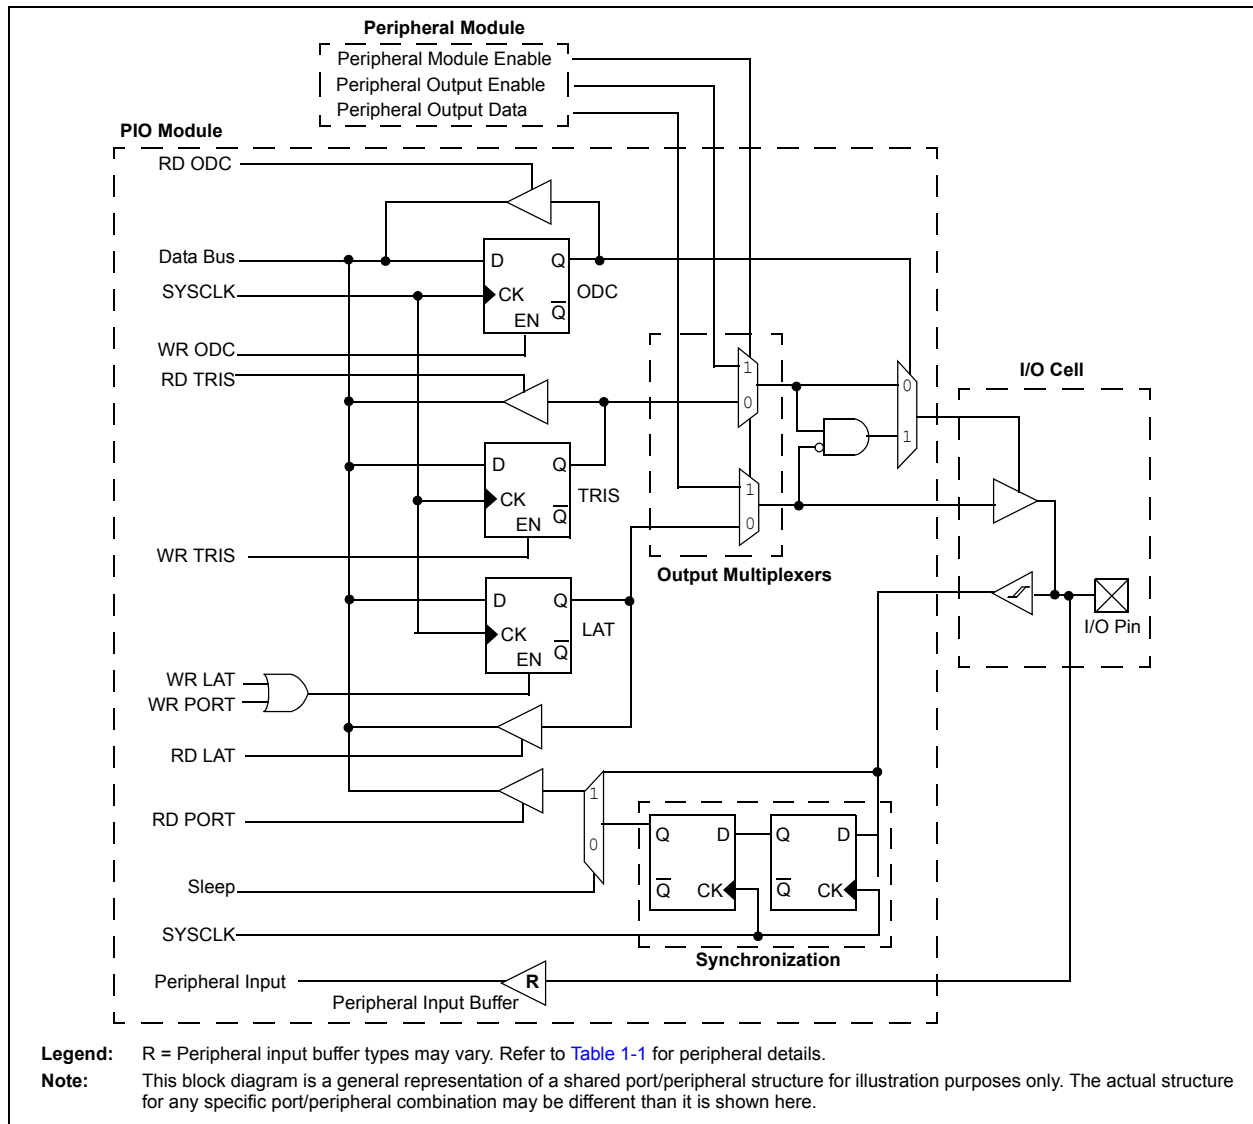 Peripheral Module
Peripheral Module Enable
Peripheral Output Enable
Peripheral Output Data
PIO Module
RD ODC
Data Bus
D
Q
SYSCLK
CK
ODC
Q
EN
WR ODC
RD TRIS
1
0
I/O Cell
0
1
D
Q
CK
TRIS
Q
EN
WR TRIS
1
0
Output Multiplexers
D
Q
CK
LAT
Q
EN
I/O Pin
WR LAT
WR PORT
RD LAT
RD PORT
1
0
Q
D
Q
D
Q
CK
Q
CK
Sleep
SYSCLK
Synchronization
Peripheral Input
R
Peripheral Input Buffer
Legend: R = Peripheral input buffer types may vary. Refer to Table 1-1 for peripheral details.
Note: This block diagram is a general representation of a shared port/peripheral structure for illustration purposes only. The actual structure
for any specific port/peripheral combination may be different than it is shown here.